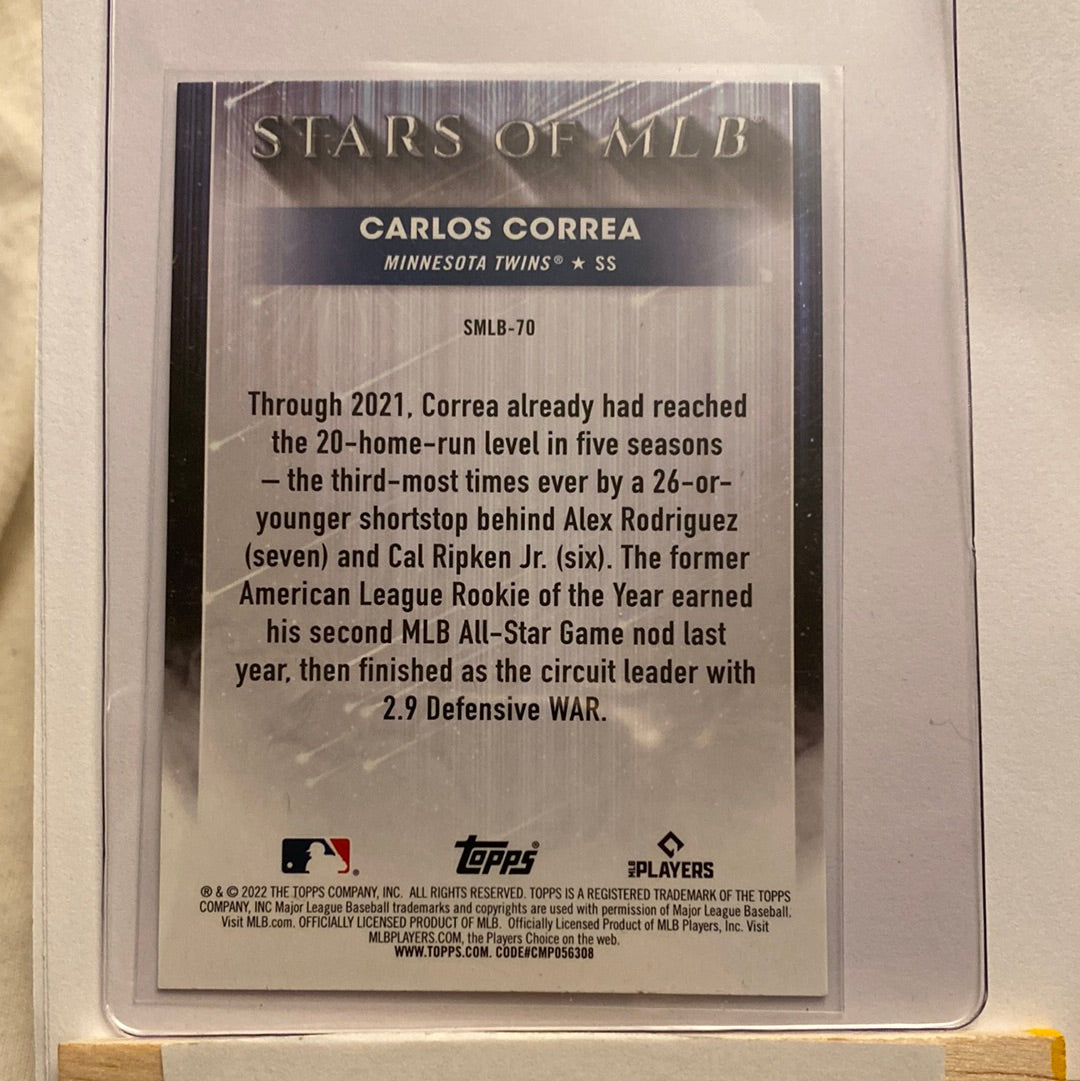 STARS OF MLB®
CARLOS CORREA
MINNESOTA TWINS® ★ SS
SMLB-70
Through 2021, Correa already had reached
the 20-home-run level in five seasons
– the third-most times ever by a 26-or-
younger shortstop behind Alex Rodriguez
(seven) and Cal Ripken Jr. (six). The former
American League Rookie of the Year earned
his second MLB All-Star Game nod last
year, then finished as the circuit leader with
2.9 Defensive WAR.
Topps®
MLB PLAYERS
® & © 2022 THE TOPPS COMPANY, INC. ALL RIGHTS RESERVED. TOPPS IS A REGISTERED TRADEMARK OF THE TOPPS
COMPANY, INC Major League Baseball trademarks and copyrights are used with permission of Major League Baseball.
Visit MLB.com. OFFICIALLY LICENSED PRODUCT OF MLB. Officially Licensed Product of MLB Players, Inc. Visit
MLBPLAYERS.COM, the Players Choice on the web.
WWW.TOPPS.COM. CODE#CMP056308